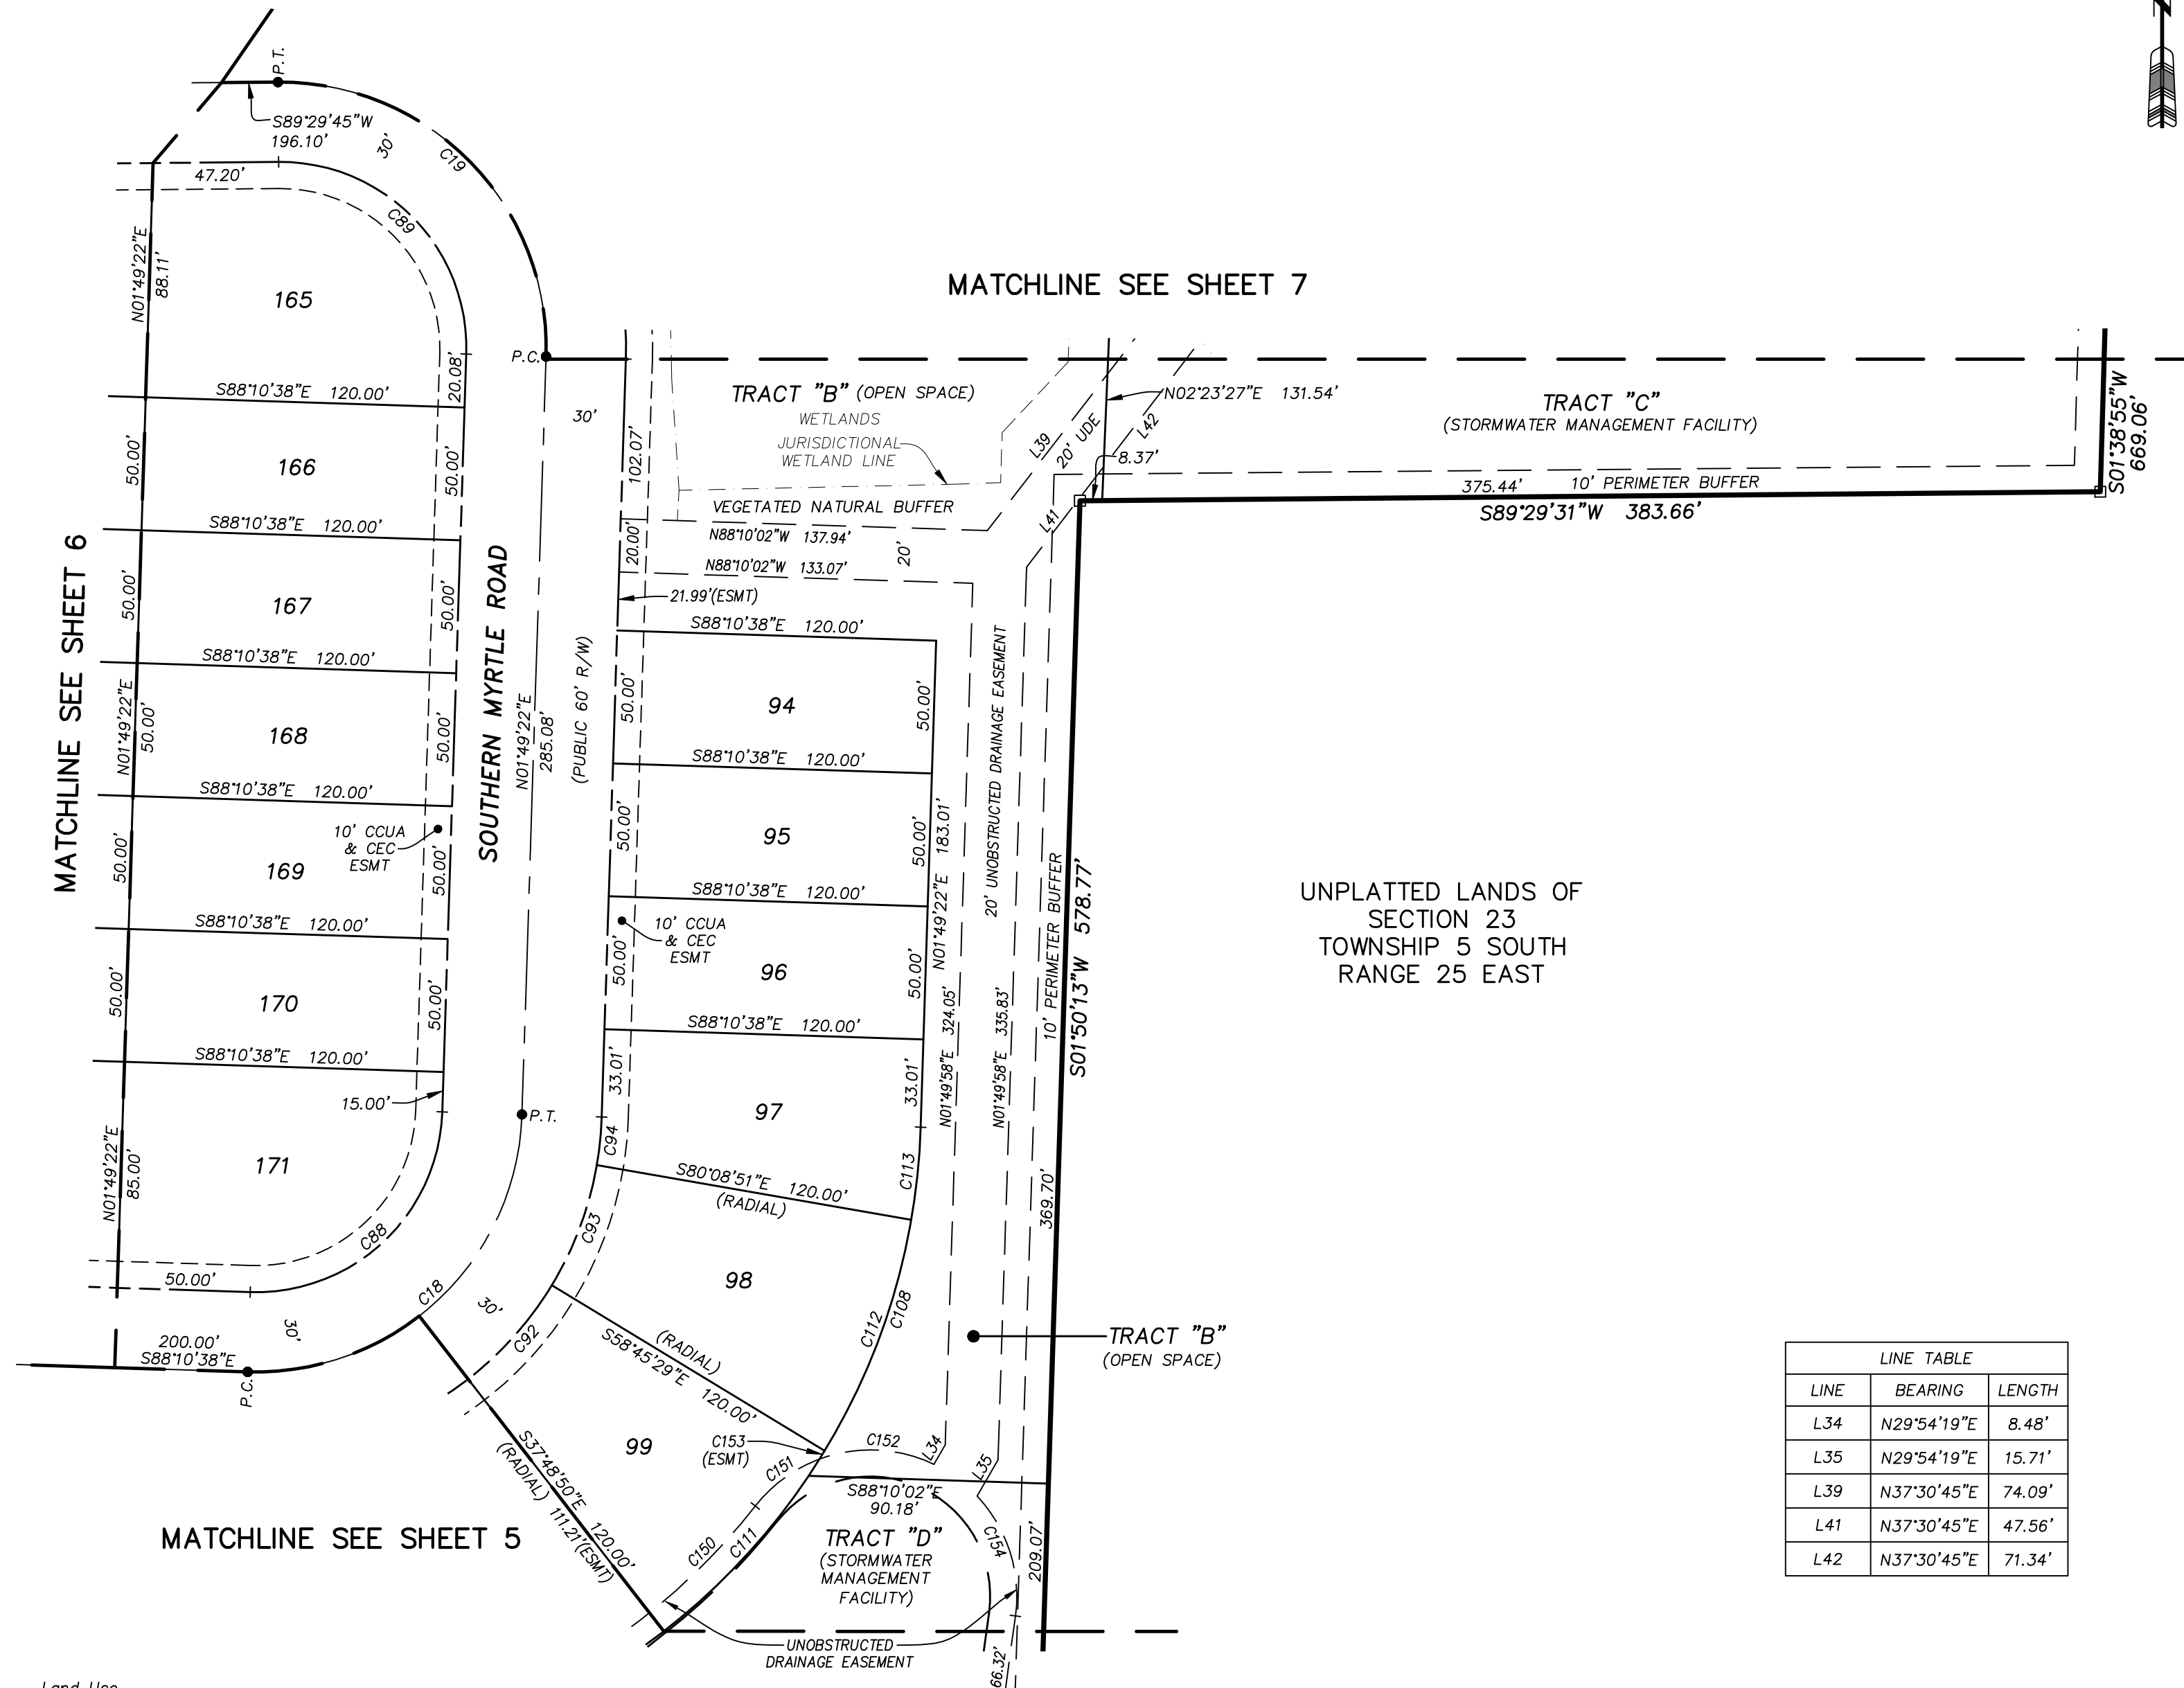 N
P.T.
S89°29'45"W
196.10'
30'
C19
47.20'
C89
N01°49'22"E
88.11'
165
MATCHLINE SEE SHEET 7
P.C.
20.08'
S88°10'38"E 120.00'
30'
TRACT "B" (OPEN SPACE)
WETLANDS
JURISDICTIONAL
WETLAND LINE
102.07'
L39
20' UDE
L42
N02°23'27"E 131.54'
8.37'
TRACT "C"
(STORMWATER MANAGEMENT FACILITY)
S01°38'55"W
669.06'
375.44' 10' PERIMETER BUFFER
S89°29'31"W 383.66'
50.00'
166
50.00'
VEGETATED NATURAL BUFFER
L41
S88°10'38"E 120.00'
20.00'
N88°10'02"W 137.94'
20'
N88°10'02"W 133.07'
21.99'(ESMT)
MATCHLINE SEE SHEET 6
50.00'
167
50.00'
S88°10'38"E 120.00'
SOUTHERN MYRTLE ROAD
(PUBLIC 60' R/W)
N01°49'22"E
285.08'
S88°10'38"E 120.00'
50.00'
94
50.00'
20' UNOBSTRUCTED DRAINAGE EASEMENT
N01°49'22"E
50.00'
168
50.00'
S88°10'38"E 120.00'
S88°10'38"E 120.00'
10' CCUA
& CEC
ESMT
50.00'
169
50.00'
50.00'
95
50.00'
N01°49'22"E 183.01'
S88°10'38"E 120.00'
S88°10'38"E 120.00'
10' CCUA
& CEC
ESMT
50.00'
96
50.00'
10' PERIMETER BUFFER
S01°50'13"W 578.77'
UNPLATTED LANDS OF
SECTION 23
TOWNSHIP 5 SOUTH
RANGE 25 EAST
50.00'
170
50.00'
S88°10'38"E 120.00'
S88°10'38"E 120.00'
N01°49'58"E 324.05'
N01°49'58"E 335.83'
15.00'
P.T.
33.01'
97
33.01'
C94
C113
N01°49'22"E
85.00'
171
S80°08'51"E 120.00'
(RADIAL)
369.70'
C88
C93
50.00'
98
C18
30'
C92
C112
C108
200.00'
S88°10'38"E
30'
P.C.
(RADIAL)
S58°45'29"E 120.00'
TRACT "B"
(OPEN SPACE)
99
C153
(ESMT)
C152
L34
C151
L35
S37°48'50"E 120.00'
(RADIAL) 111.21'(ESMT)
S88°10'02"E
90.18'
MATCHLINE SEE SHEET 5
C150
C111
TRACT "D"
(STORMWATER
MANAGEMENT
FACILITY)
C154
209.07'
UNOBSTRUCTED
DRAINAGE EASEMENT
66.32'
LINE TABLE
LINE BEARING LENGTH
L34 N29°54'19"E 8.48'
L35 N29°54'19"E 15.71'
L39 N37°30'45"E 74.09'
L41 N37°30'45"E 47.56'
L42 N37°30'45"E 71.34'
Land Use